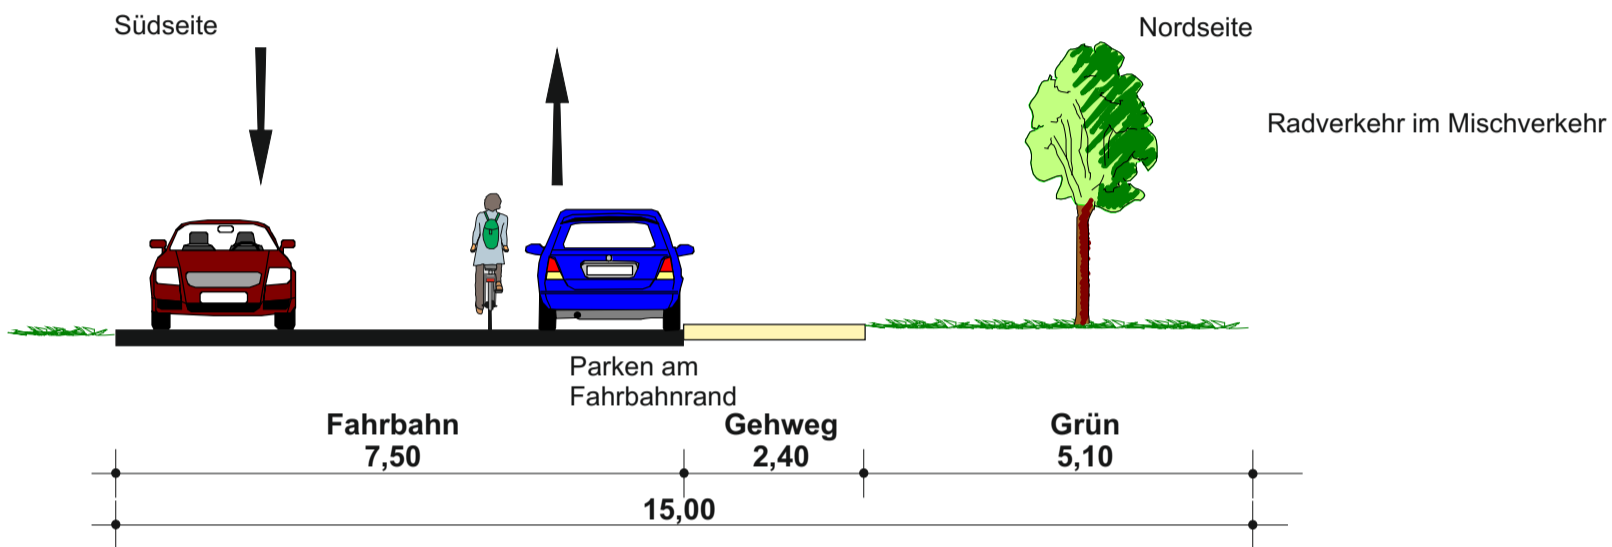 Südseite
Nordseite
Radverkehr im Mischverkehr
Parken am
Fahrbahnrand
Fahrbahn
7,50
Gehweg
2,40
Grün
5,10
15,00